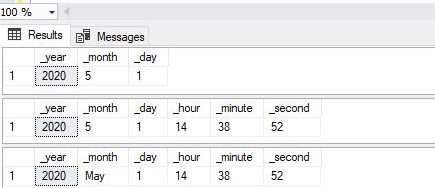 100 %
Results Messages
_year _month _day
1 2020 5 1
_year _month _day _hour _minute _second
1 2020 5 1 14 38 52
_year _month _day _hour _minute _second
1 2020 May 1 14 38 52